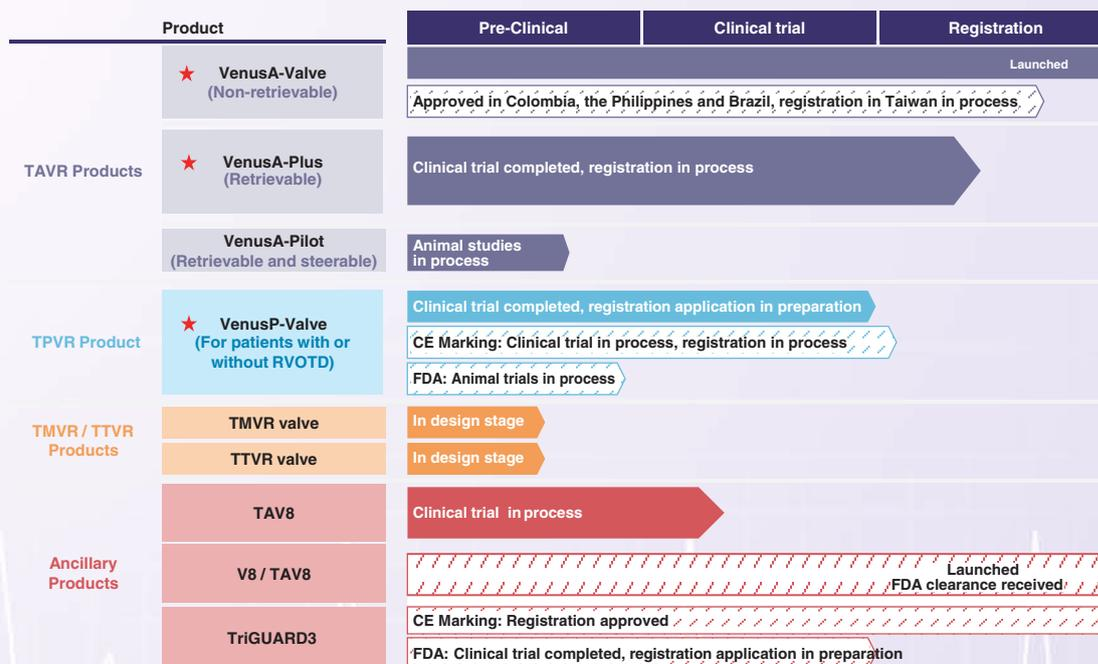 Product
Pre-Clinical
Clinical trial
Registration
TAVR Products
VenusA-Valve
(Non-retrievable)
Launched
Approved in Colombia, the Philippines and Brazil, registration in Taiwan in process
VenusA-Plus
(Retrievable)
Clinical trial completed, registration in process
VenusA-Pilot
(Retrievable and steerable)
Animal studies
in process
TPVR Product
VenusP-Valve
(For patients with or
without RVOTD)
Clinical trial completed, registration application in preparation
CE Marking: Clinical trial in process, registration in process
FDA: Animal trials in process
TMVR / TTVR
Products
TMVR valve
In design stage
TTVR valve
In design stage
Ancillary
Products
TAV8
Clinical trial in process
V8 / TAV8
Launched
FDA clearance received
TriGUARD3
CE Marking: Registration approved
FDA: Clinical trial completed, registration application in preparation